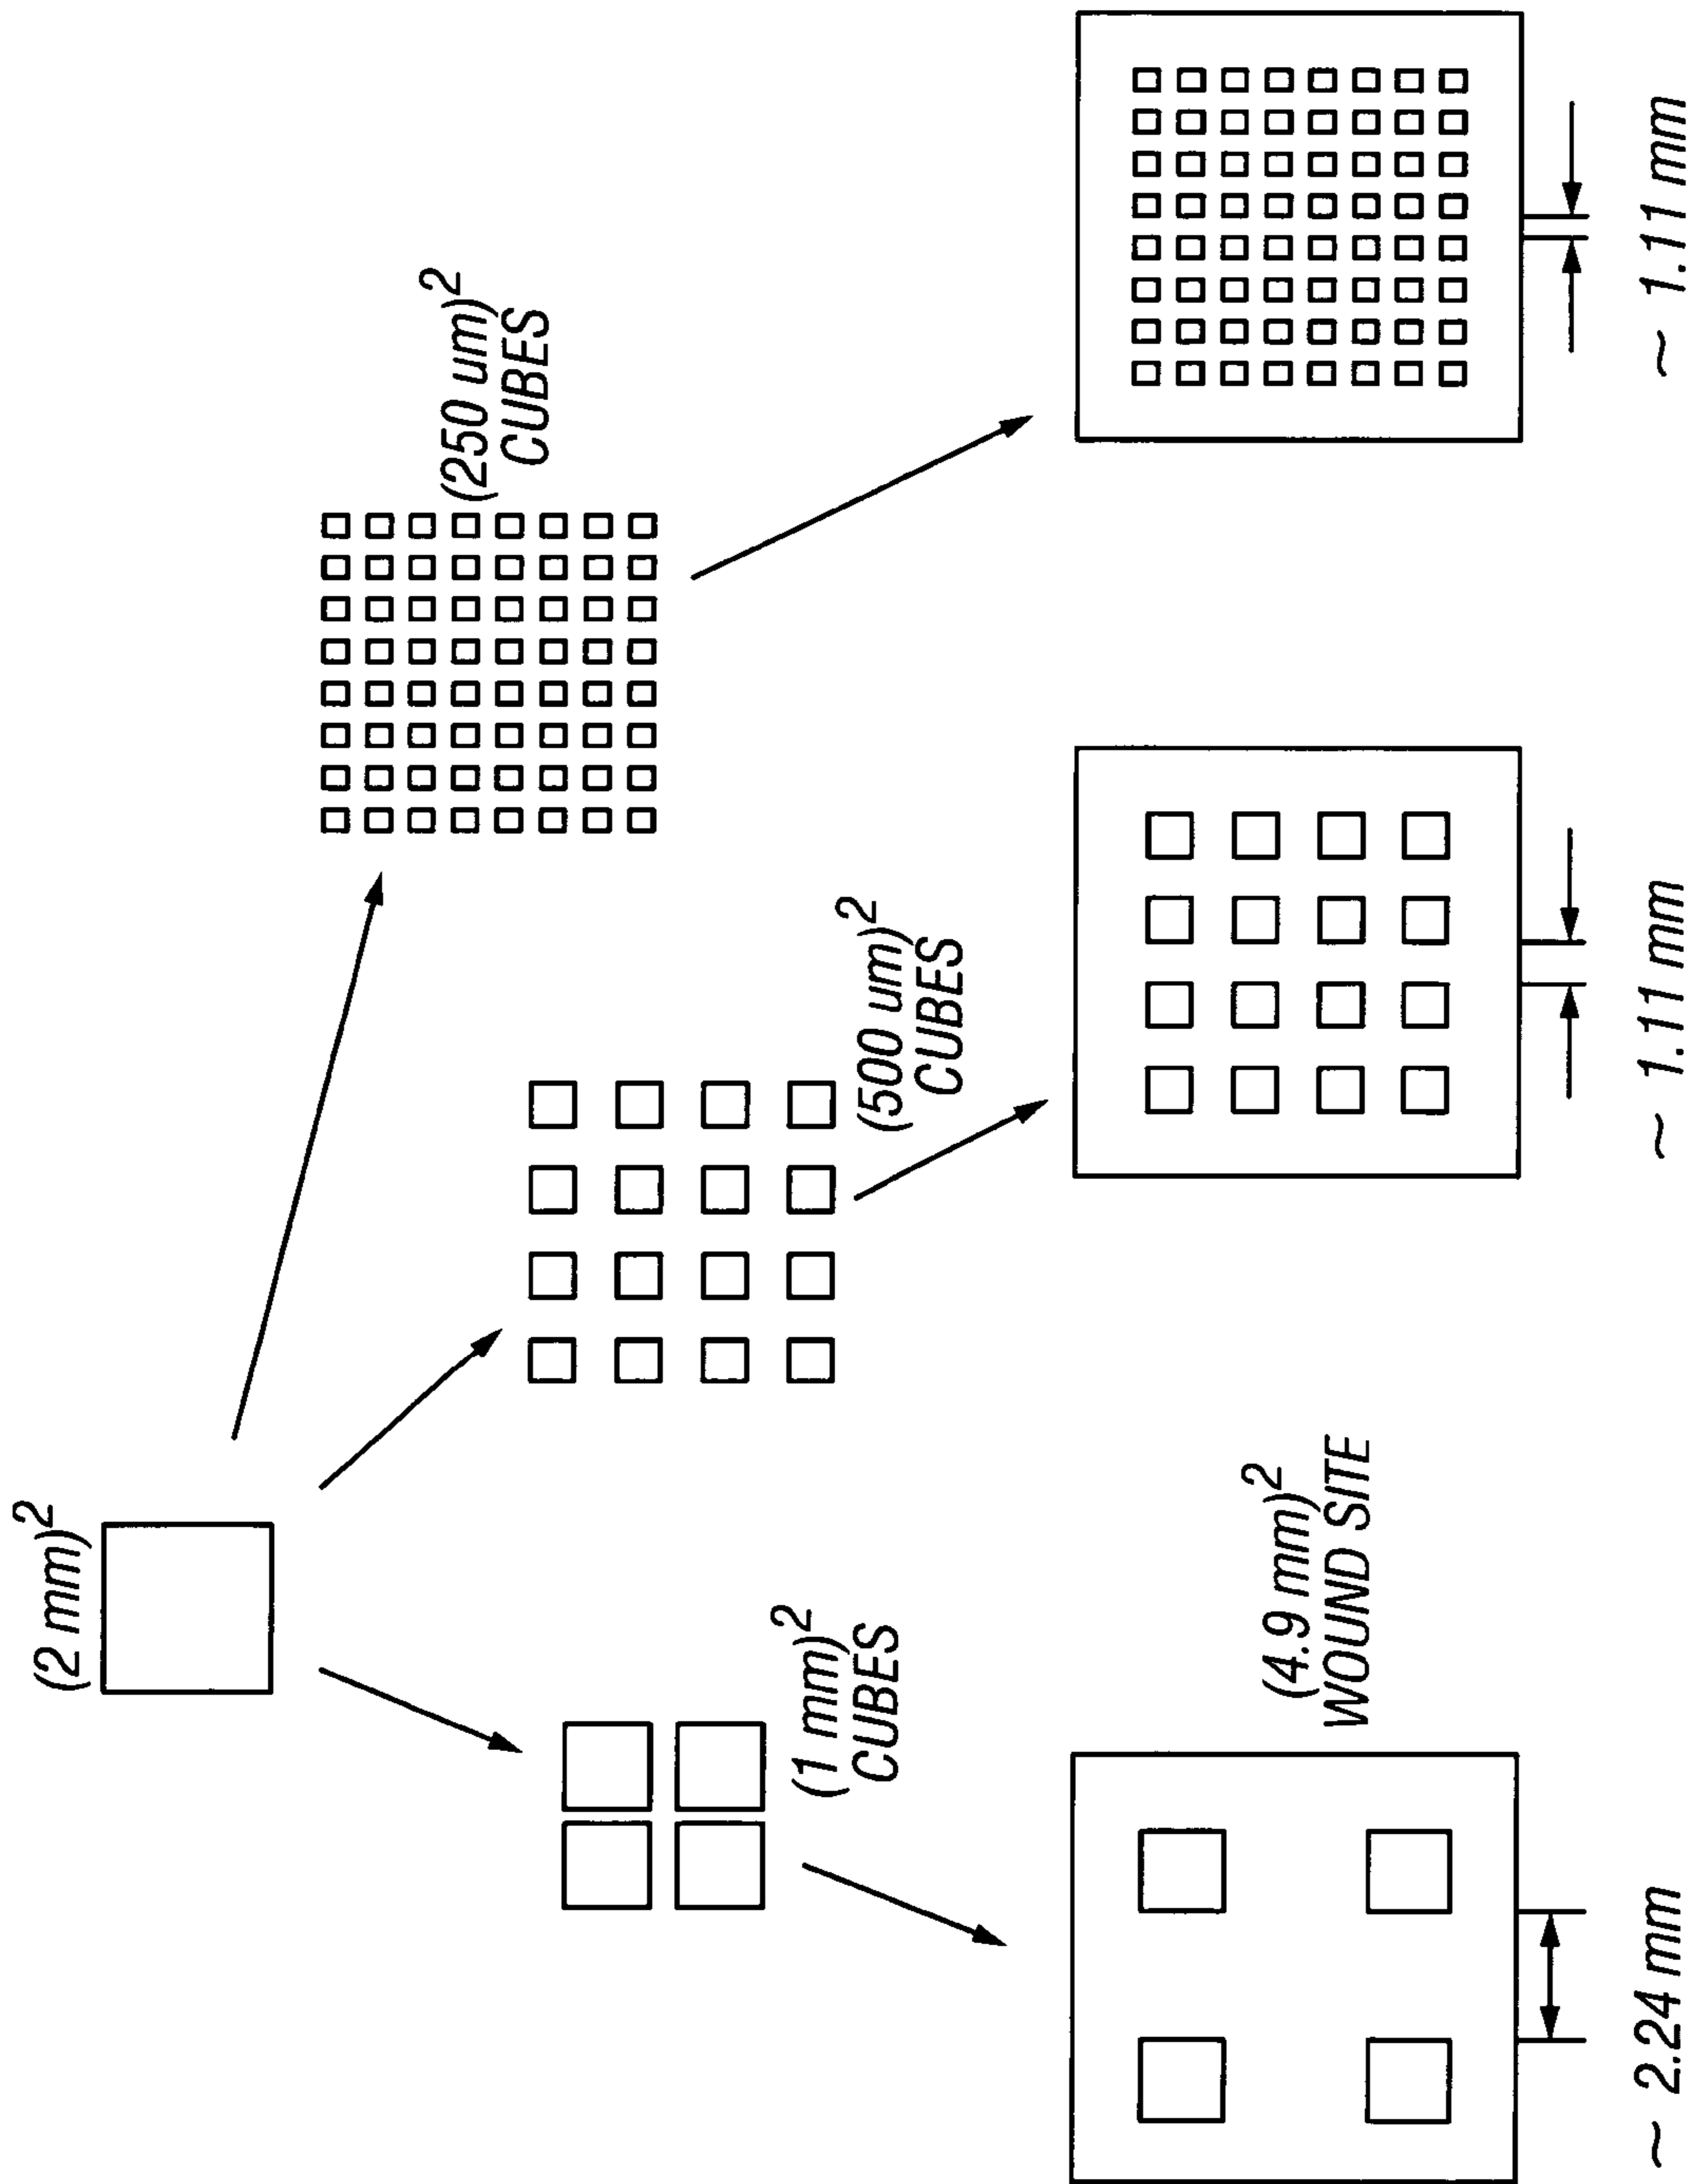 (2 mm)²
(1 mm)²
CUBES
(500 um)²
CUBES
(250 um)²
CUBES
(4.9 mm)²
WOUND SITE
~ 2.24 mm
~ 1.11 mm
~ 1.11 mm